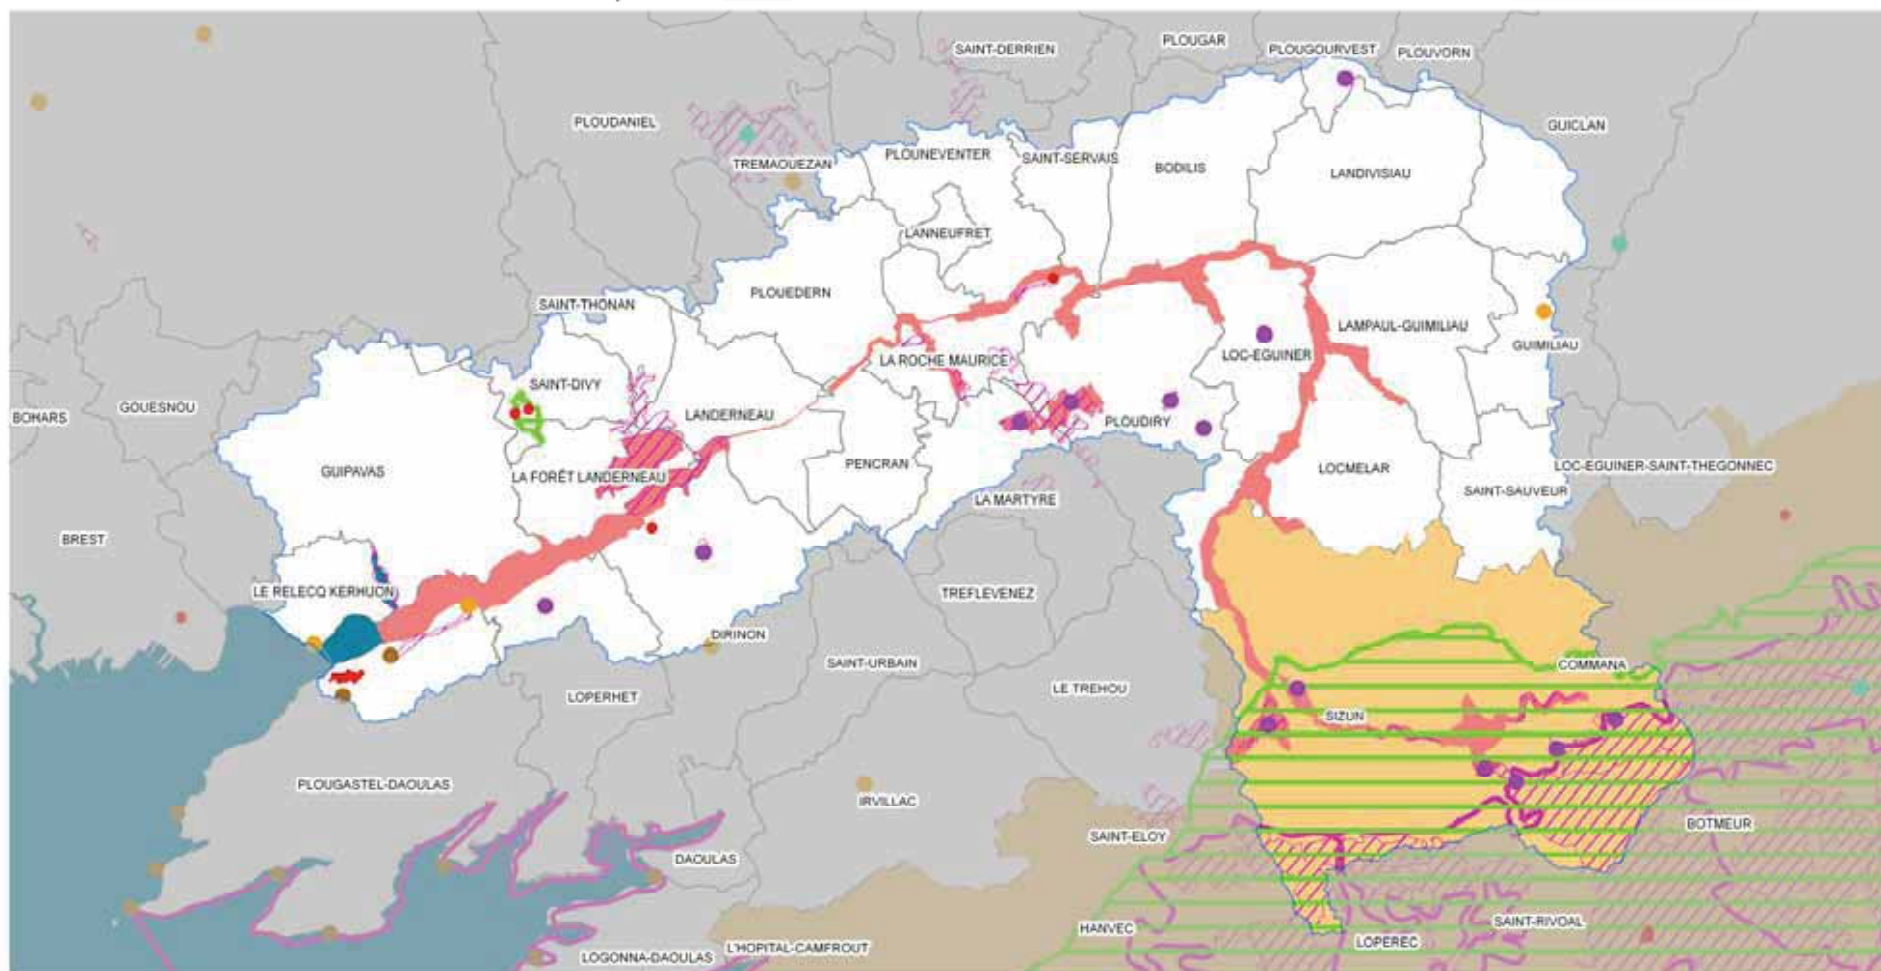 SAINT-DERRIEN
PLOUGAR
PLOUGOURVEST
PLOUVORN
PLOUDANIEL
GUICLAN
TREMAOUEZAN
PLOUNEVENTER
SAINT-SERVAIS
BODILIS
LANDIVISIAU
LANNEUFRET
PLOUEDERN
SAINT-THONAN
LAMPAUL-GUIMILIAU
GUIMILIAU
LA ROCHE MAURICE
LOC-EGUINER
SAINT-DIVY
GOUESNOU
BOHARS
LANDERNEAU
PLOUDIRY
GUIPAVAS
LA FORÊT LANDERNEAU
PENCRAN
LOCMELAR
LOC-EGUINER-SAINT-THEGONNEC
SAINT-SAUVEUR
LA MARTYRE
BREST
LE RELECQ KERHUON
TREFLEVENEZ
DIRINON
SAINT-URBAIN
COMMANA
LE TREHOU
LOPERHET
SIZUN
PLOUGASTEL-DAOULAS
IRVILLAC
BOTMEUR
SAINT-ELOY
DAOULAS
SAINT-RIVOAL
HANVEC
LOPEREC
L'HOPITAL-CAMFROUT
LOGONNA-DAOULAS